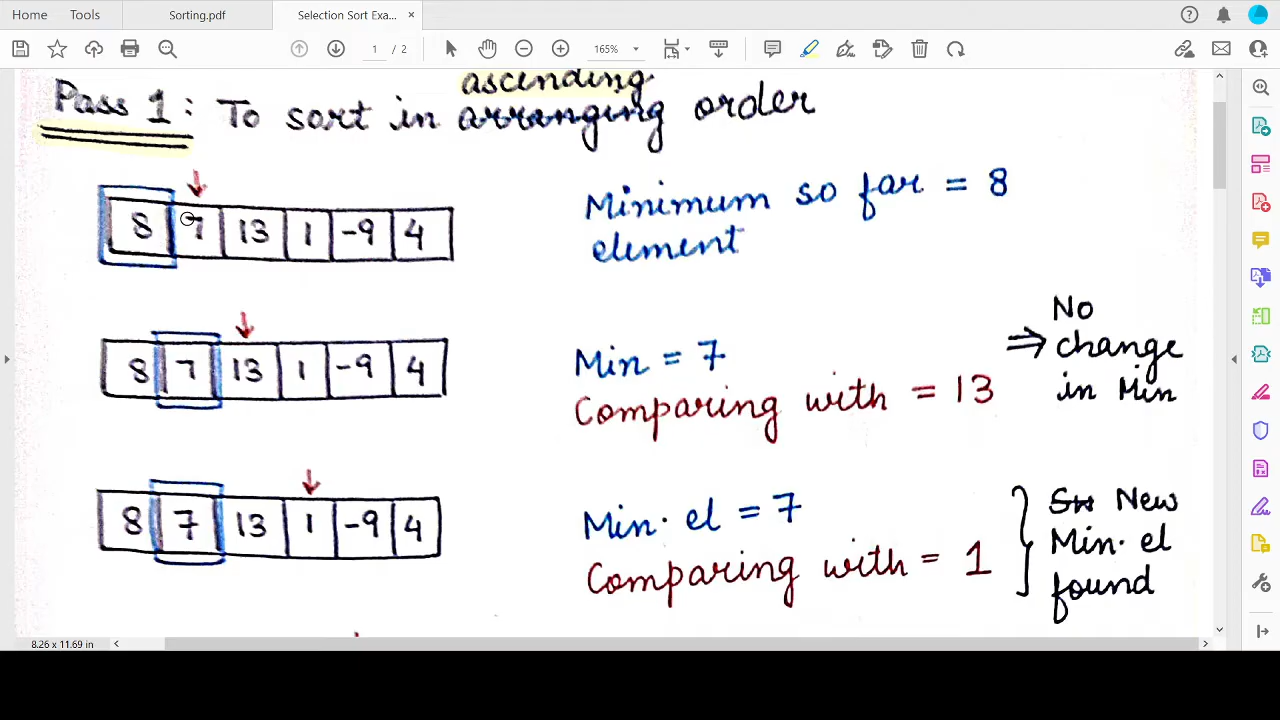 Home Tools Sorting.pdf Selection Sort Exa... ×
1 / 2 165%
ascending
Pass 1 : To sort in arranging order
8 7 13 1 -9 4
Minimum so far = 8
element
8 7 13 1 -9 4
Min = 7
Comparing with = 13
⇒ No
change
in Min
8 7 13 1 -9 4
Min. el = 7
Comparing with = 1
New
Min. el
found
8.26 x 11.69 in